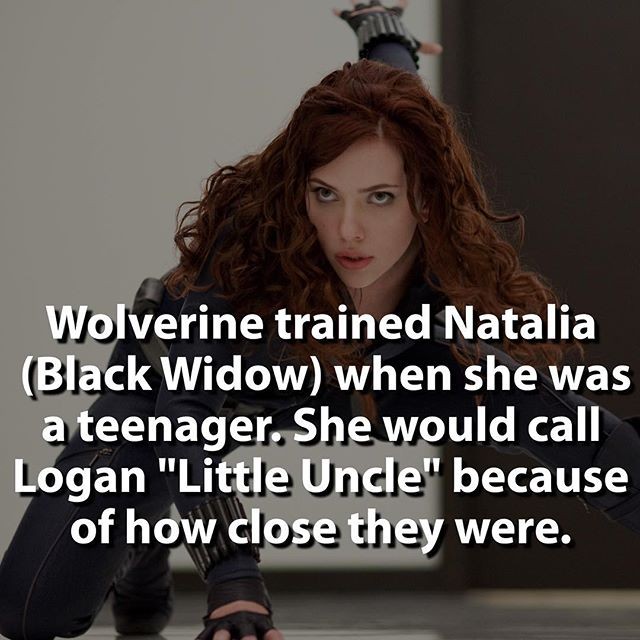 Wolverine trained Natalia
(Black Widow) when she was
a teenager. She would call
Logan "Little Uncle" because
of how close they were.